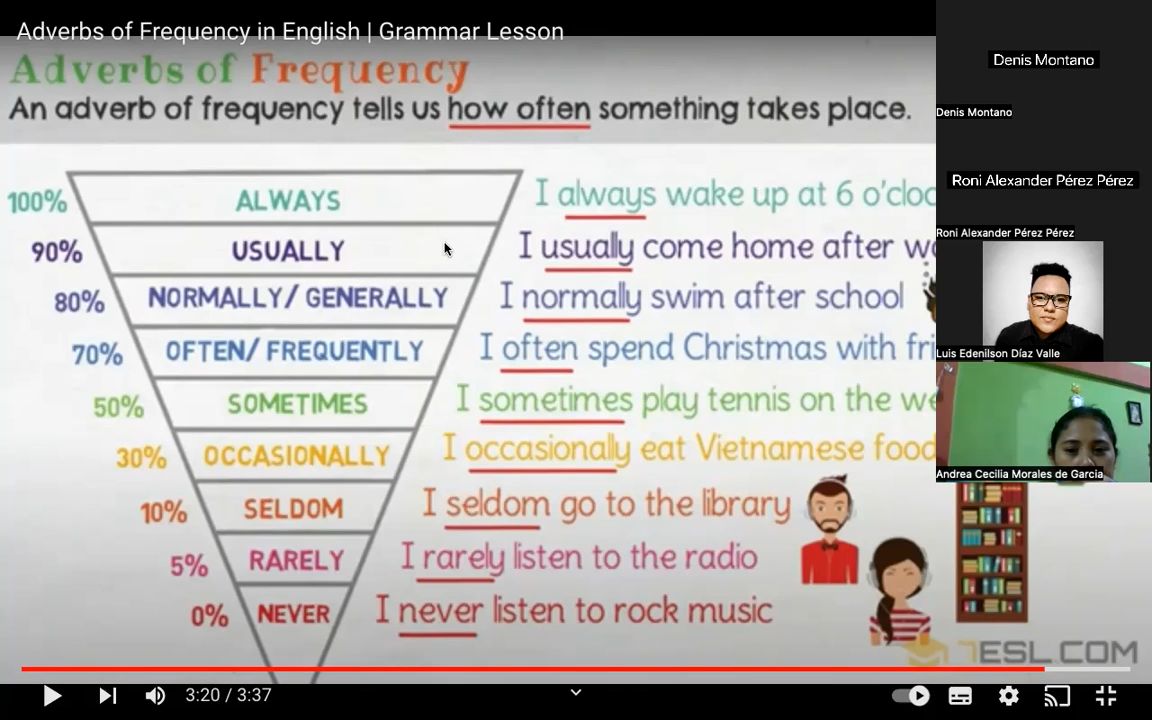 Adverbs of Frequency in English | Grammar Lesson
Adverbs of Frequency
An adverb of frequency tells us how often something takes place.
100% ALWAYS I always wake up at 6
90% USUALLY I usually come home after
80% NORMALLY/ GENERALLY I normally swim after school
70% OFTEN/ FREQUENTLY I often spend Christmas with
50% SOMETIMES I sometimes play tennis on the
30% OCCASIONALLY I occasionally eat Vietnamese food
10% SELDOM I seldom go to the library
5% RARELY I rarely listen to the radio
0% NEVER I never listen to rock music
7ESL.COM
3:20 / 3:37
Denis Montano
Denis Montano
Roni Alexander Pérez Pérez
Roni Alexander Pérez Pérez
Luis Edenilson Díaz Valle
Andrea Cecilia Morales de Garcia